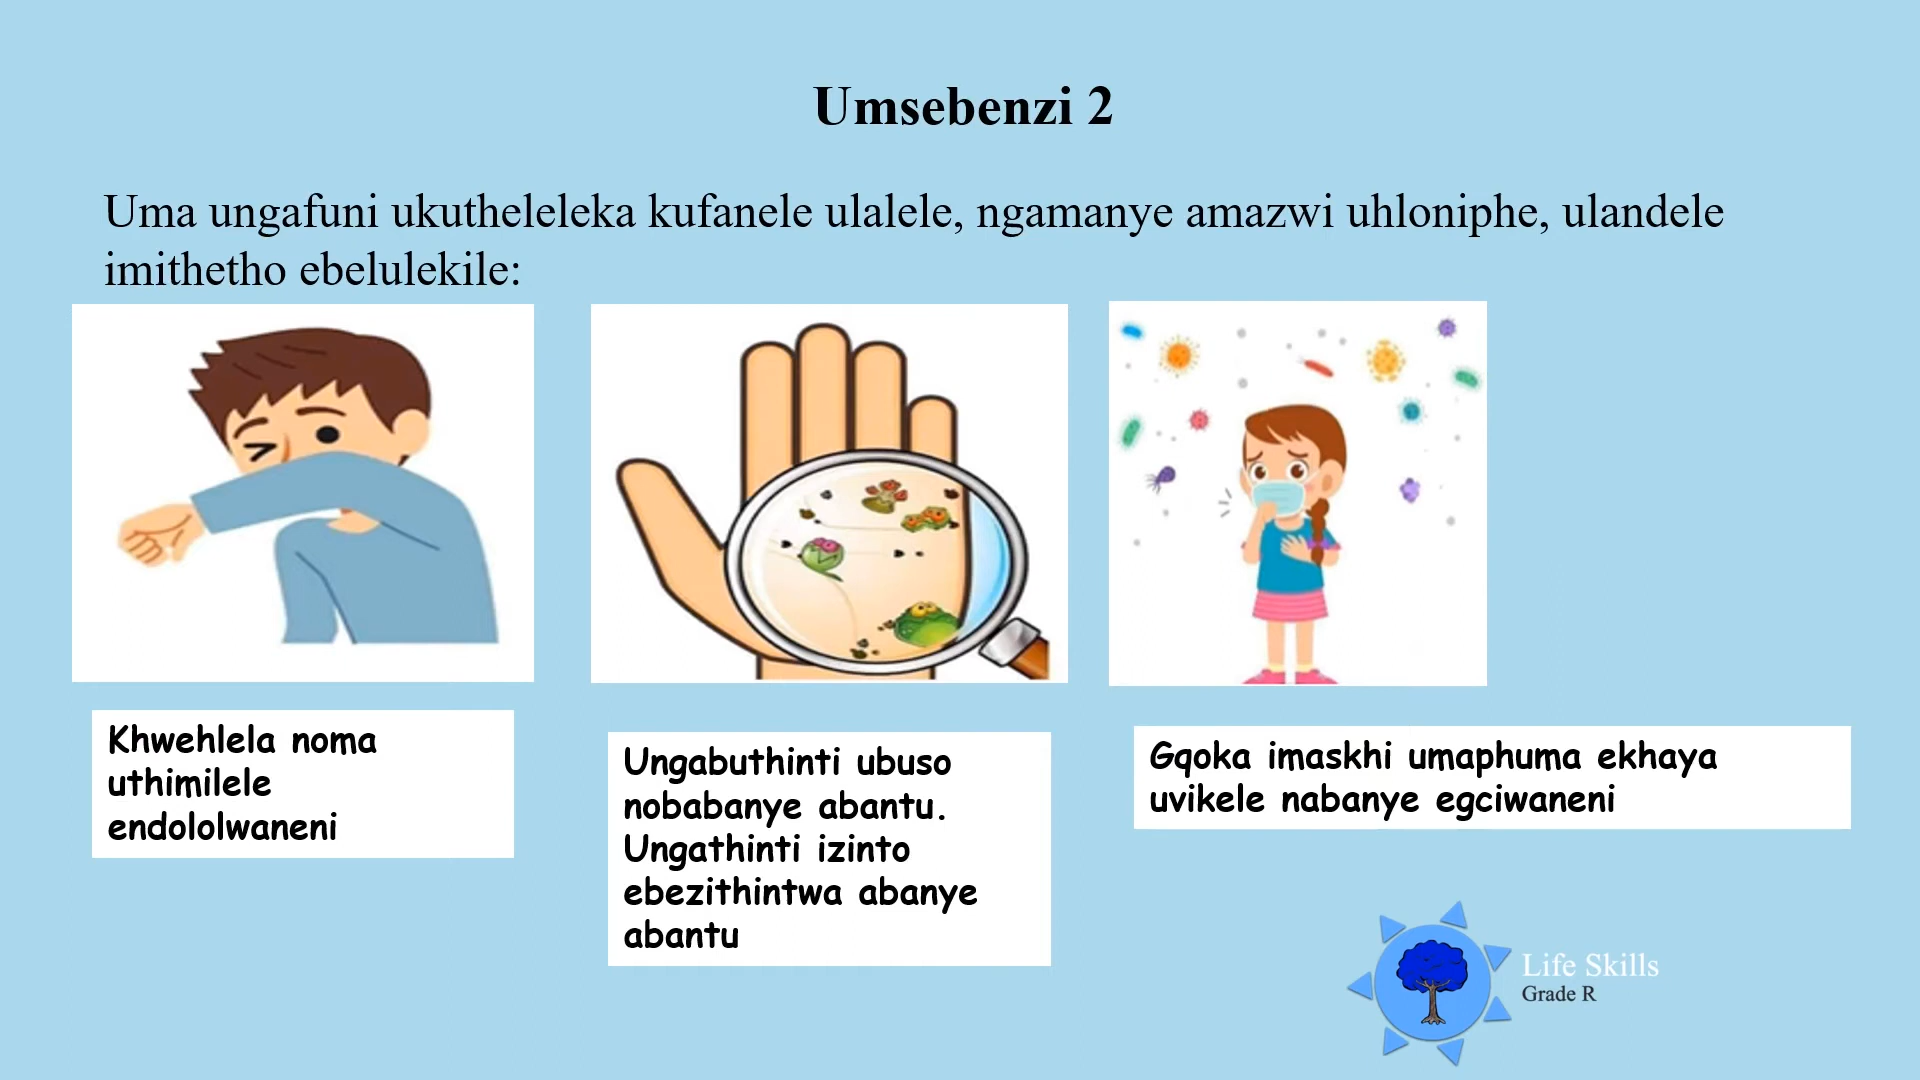 Umsebenzi 2
Uma ungafuni ukutheleleka kufanele ulalele, ngamanye amazwi uhloniphe, ulandele
imithetho ebelulekile:
Khwehlela noma
uthimilele
endololwaneni
Ungabuthinti ubuso
nobabanye abantu.
Ungathinti izinto
ebezithintwa abanye
abantu
Gqoka imaskhi umaphuma ekhaya
uvikele nabanye egciwaneni
Life Skills
Grade R